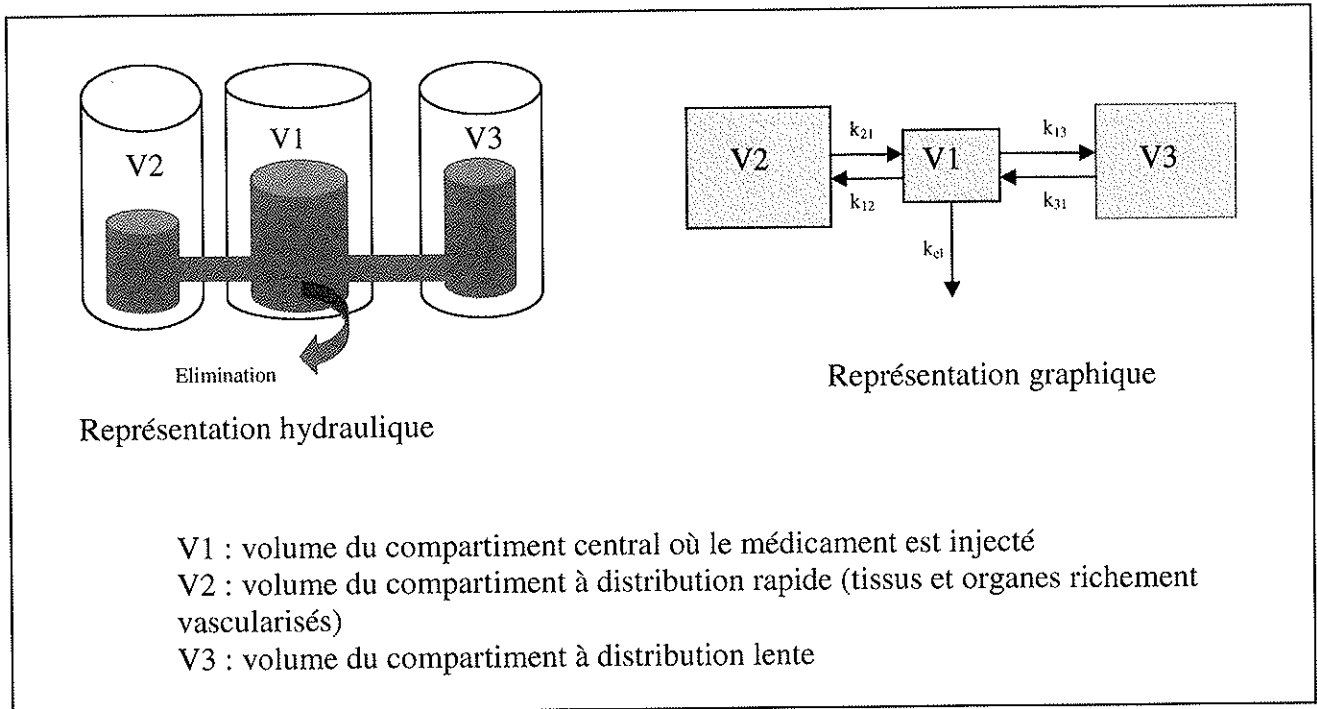 V2
V1
V3
Elimination
Représentation hydraulique
V2
k21
k12
V1
k13
k31
V3
kel
Représentation graphique
V1 : volume du compartiment central où le médicament est injecté
V2 : volume du compartiment à distribution rapide (tissus et organes richement
vascularisés)
V3 : volume du compartiment à distribution lente